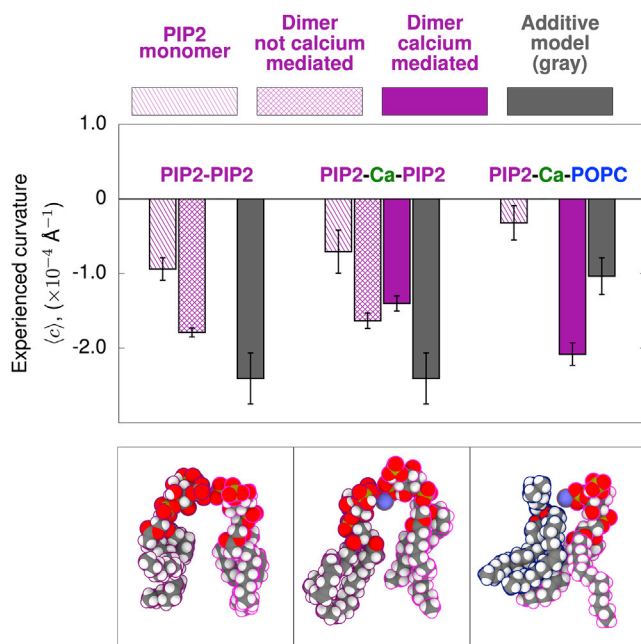 PIP2
monomer
Dimer
not calcium
mediated
Dimer
calcium
mediated
Additive
model
(gray)
1.0
PIP2-PIP2
PIP2-Ca-PIP2
PIP2-Ca-POPC
0
-1.0
-2.0
Experienced curvature
⟨c⟩, (×10⁻⁴ Å⁻¹)